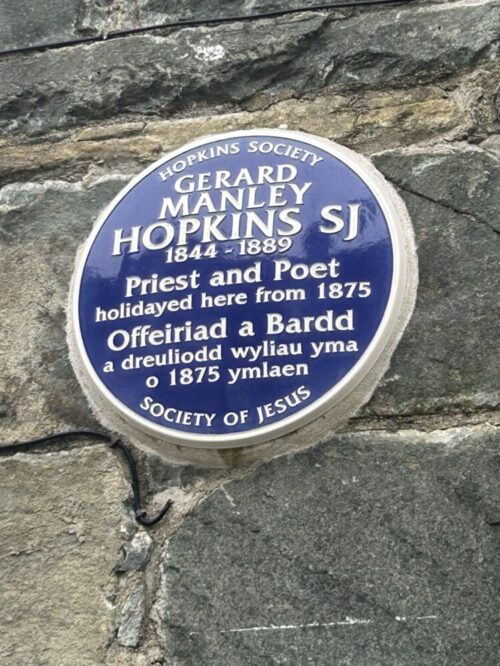 HOPKINS SOCIETY
GERARD
MANLEY
HOPKINS SJ
1844 - 1889
Priest and Poet
holidayed here from 1875
Offeiriad a Bardd
a dreuliodd wyliau yma
o 1875 ymlaen
SOCIETY OF JESUS